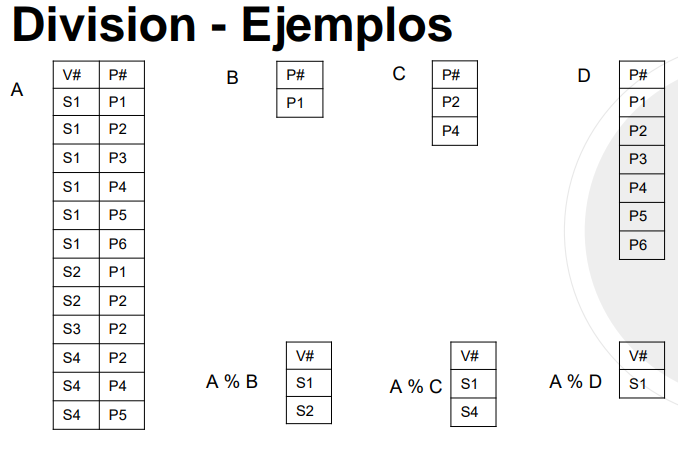 Division - Ejemplos
A
V# P#
S1 P1
S1 P2
S1 P3
S1 P4
S1 P5
S1 P6
S2 P1
S2 P2
S3 P2
S4 P2
S4 P4
S4 P5
B
P#
P1
C
P#
P2
P4
D
P#
P1
P2
P3
P4
P5
P6
A % B
V#
S1
S2
A % C
V#
S1
S4
A % D
V#
S1